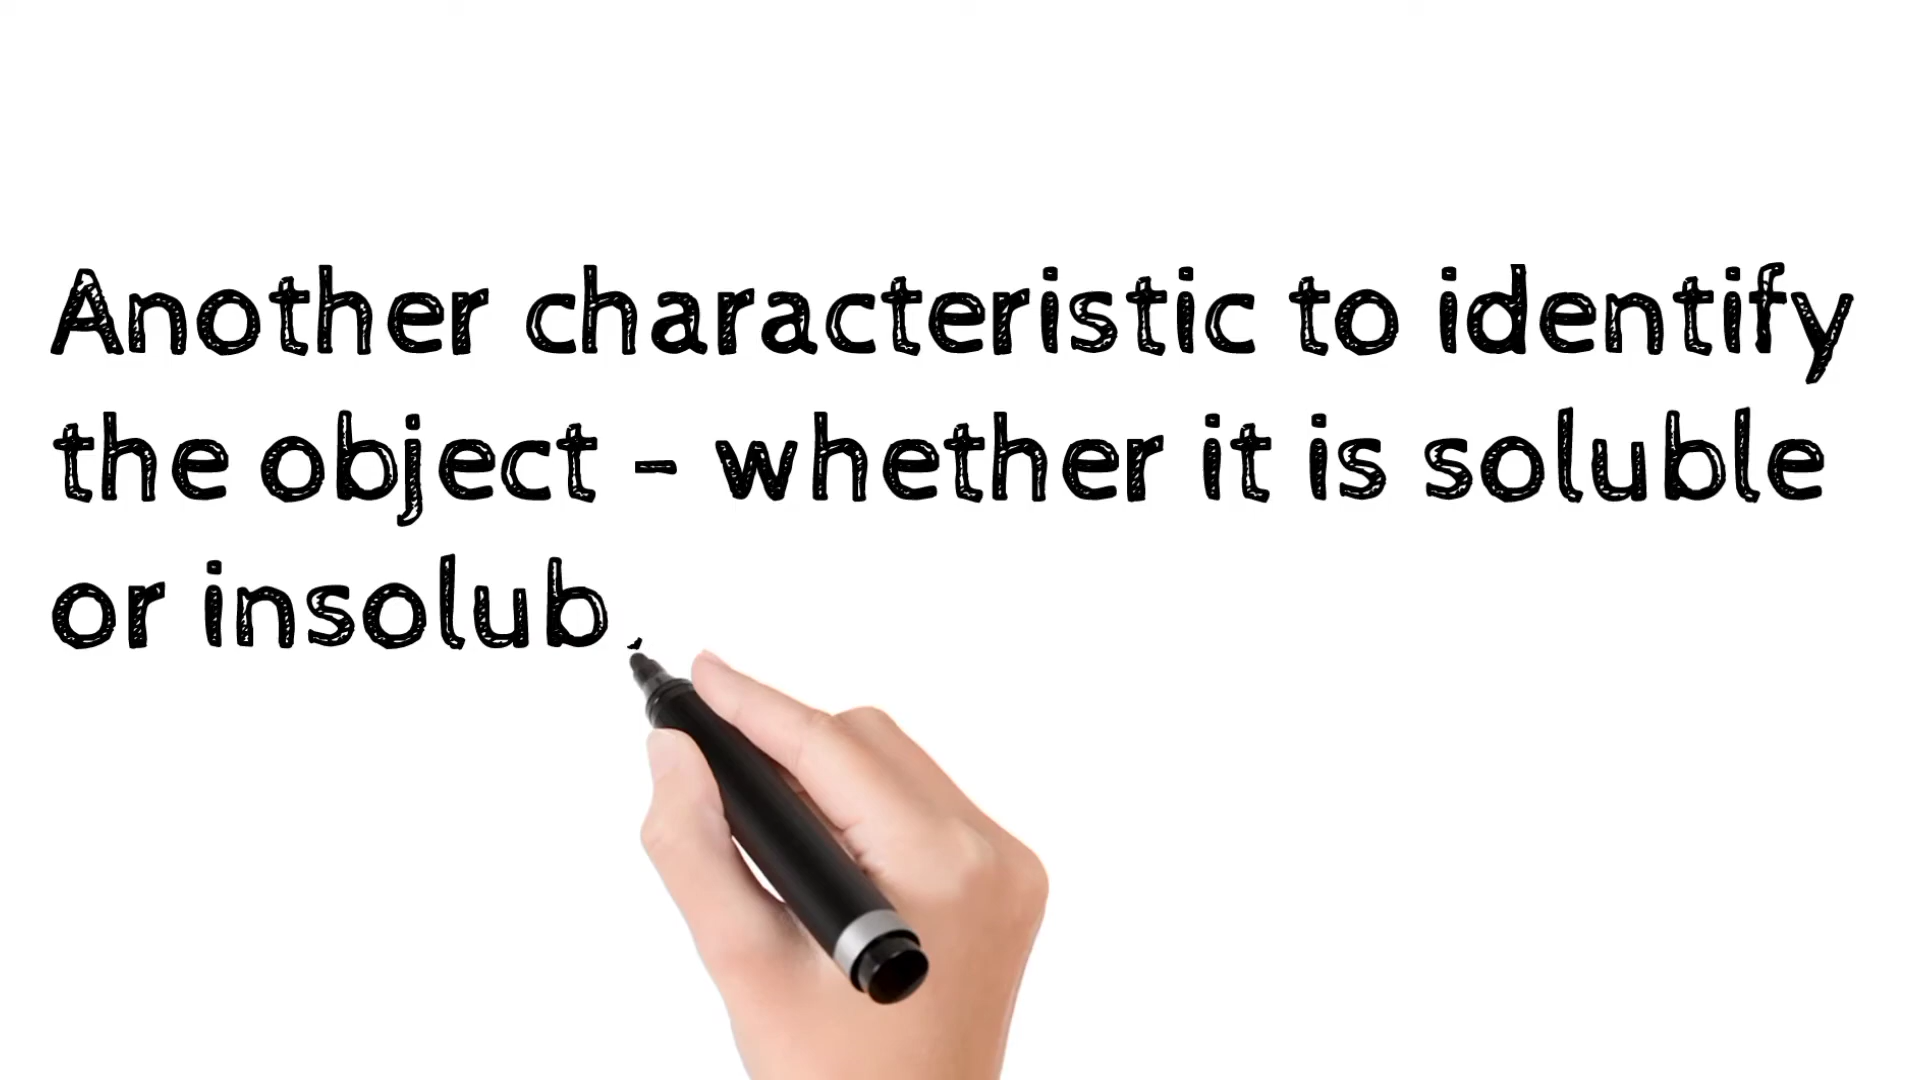 Another characteristic to identify
the object - whether it is soluble
or insolub